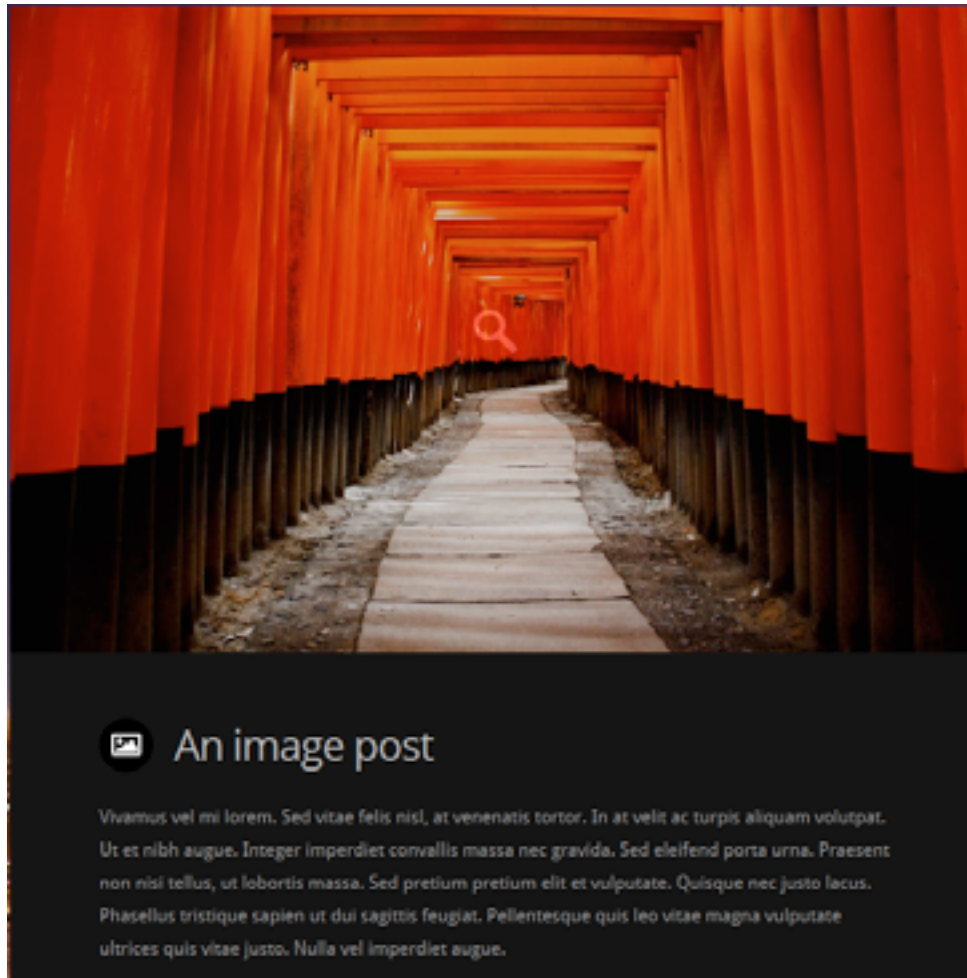 An image post
Vivamus vel mi lorem. Sed vitae felis nisl, at venenatis tortor. In at velit ac turpis aliquam volutpat.
Ut et nibh augue. Integer imperdiet convallis massa nec gravida. Sed eleifend porta urna. Praesent
non nisi tellus, ut lobortis massa. Sed pretium pretium elit et vulputate. Quisque nec justo lacus.
Phasellus tristique sapien ut dui sagittis feugiat. Pellentesque quis leo vitae magna vulputate
ultrices quis vitae justo. Nulla vel imperdiet augue.